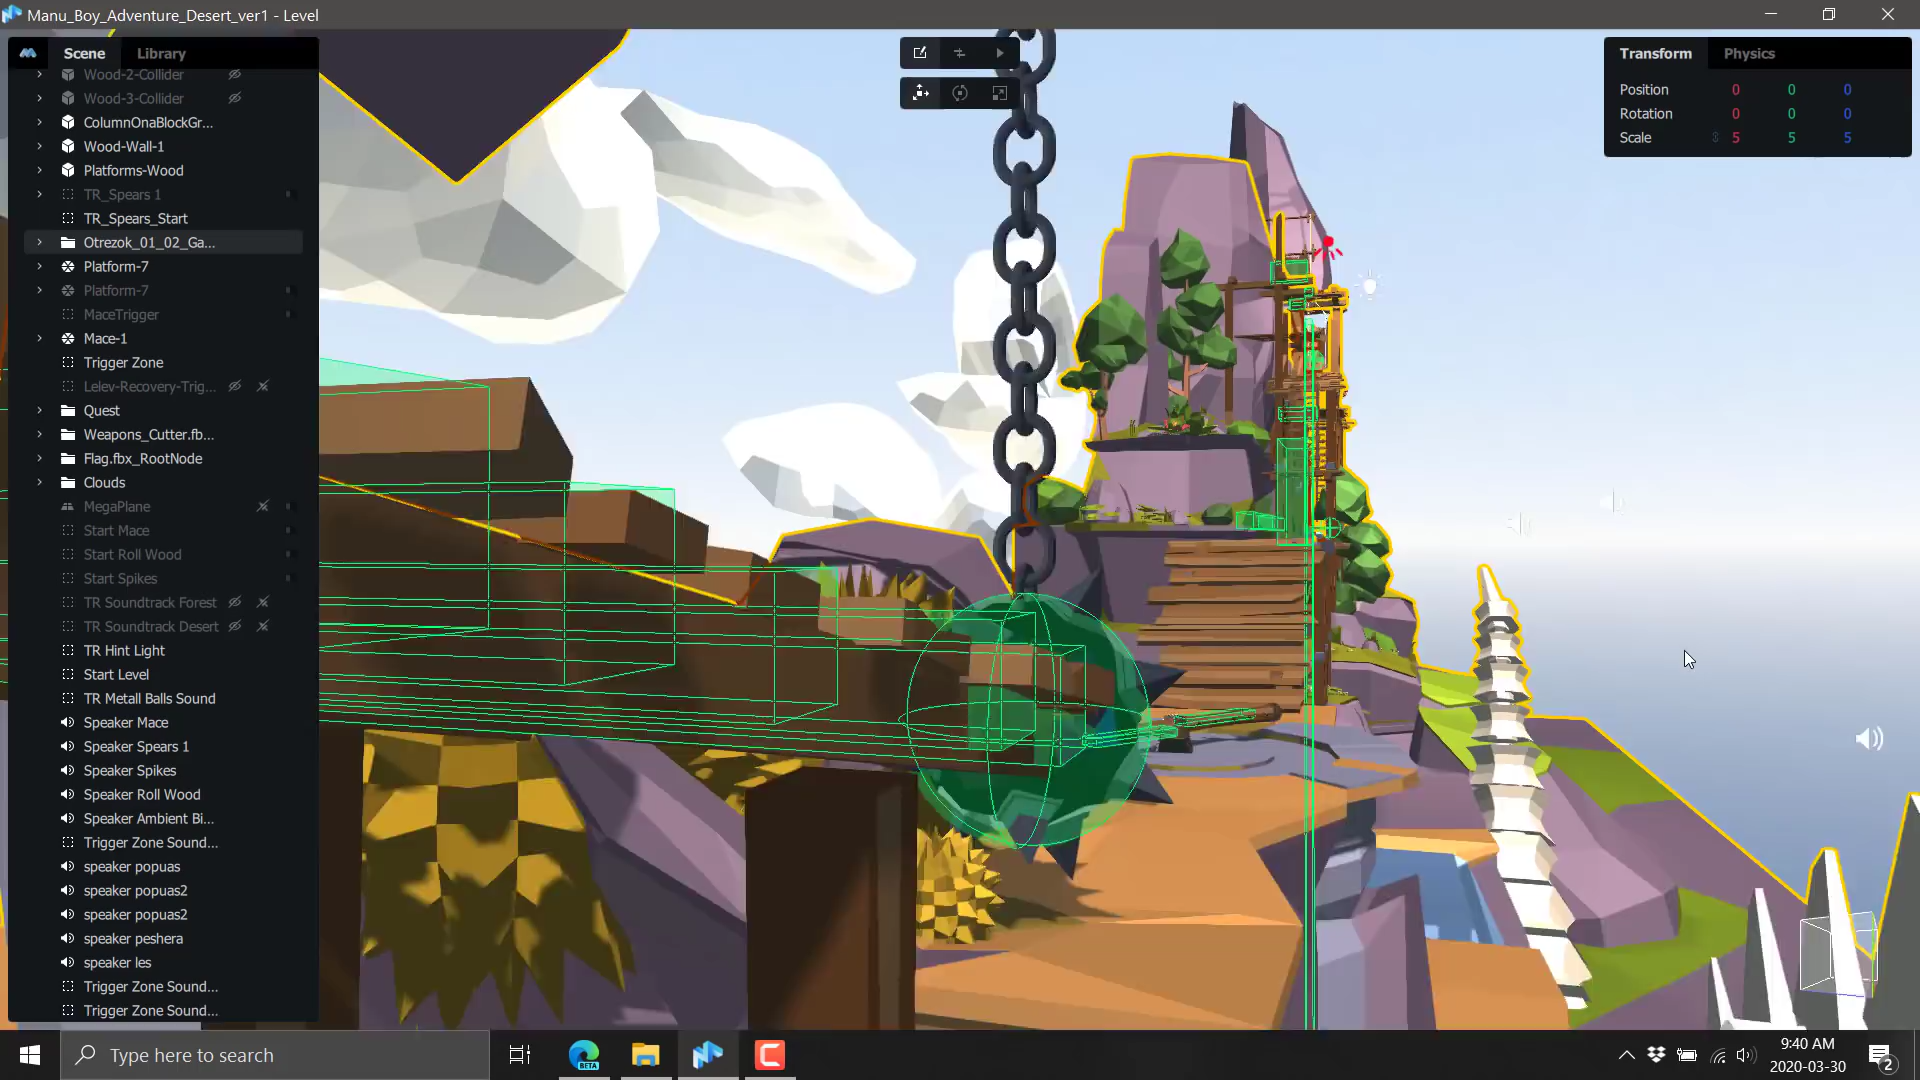 Manu_Boy_Adventure_Desert_ver1 - Level
Scene
Library
Wood-2-Collider
Wood-3-Collider
ColumnOnaBlockGr...
Wood-Wall-1
Platforms-Wood
TR_Spears 1
TR_Spears_Start
Otrezok_01_02_Ga...
Platform-7
Platform-7
MaceTrigger
Mace-1
Trigger Zone
Lelev-Recovery-Trig...
Quest
Weapons_Cutter.fb...
Flag.fbx_RootNode
Clouds
MegaPlane
Start Mace
Start Roll Wood
Start Spikes
TR Soundtrack Forest
TR Soundtrack Desert
TR Hint Light
Start Level
TR Metall Balls Sound
Speaker Mace
Speaker Spears 1
Speaker Spikes
Speaker Roll Wood
Speaker Ambient Bi...
Trigger Zone Sound...
speaker popuas
speaker popuas2
speaker popuas2
speaker peshera
speaker les
Trigger Zone Sound...
Trigger Zone Sound...
Transform
Physics
Position 0 0 0
Rotation 0 0 0
Scale 5 5 5
Type here to search
BETA
9:40 AM
2020-03-30
2